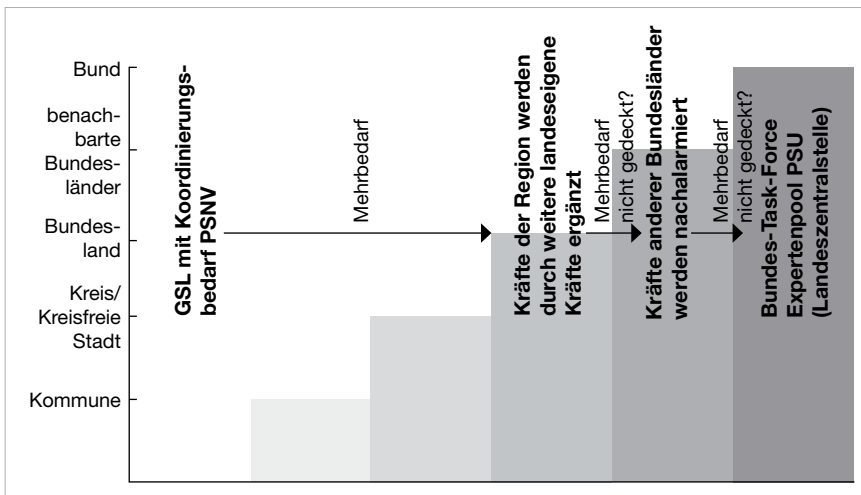 Bund
benach-
barte
Bundes-
länder
Bundes-
land
Kreis/
Kreisfreie
Stadt
Kommune
GSL mit Koordinierungs-
bedarf PSNV
Mehrbedarf
Kräfte der Region werden
durch weitere landeseigene
Kräfte ergänzt
Mehrbedarf
nicht gedeckt?
Kräfte anderer Bundesländer
werden nachalarmiert
Mehrbedarf
nicht gedeckt?
Bundes-Task-Force
Expertenpool PSU
(Landeszentralstelle)